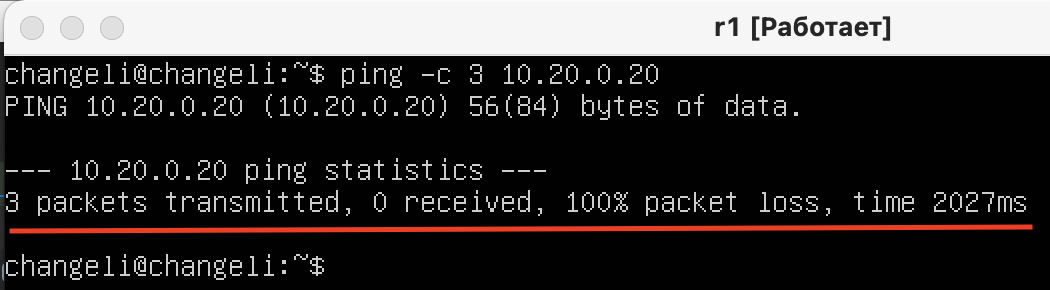 r1 [Работает]
changeli@changeli:~$ ping -c 3 10.20.0.20
PING 10.20.0.20 (10.20.0.20) 56(84) bytes of data.
--- 10.20.0.20 ping statistics ---
3 packets transmitted, 0 received, 100% packet loss, time 2027ms
changeli@changeli:~$